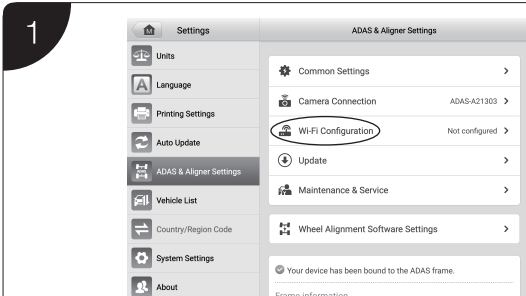 1
M
Settings
ADAS & Aligner Settings
Units
Common Settings
A Language
Camera Connection ADAS-A21303
Printing Settings
Wi-Fi Configuration Not configured
Auto Update
Update
ADAS & Aligner Settings
Maintenance & Service
Vehicle List
Country/Region Code
Wheel Alignment Software Settings
System Settings
Your device has been bound to the ADAS frame.
About
Frame information